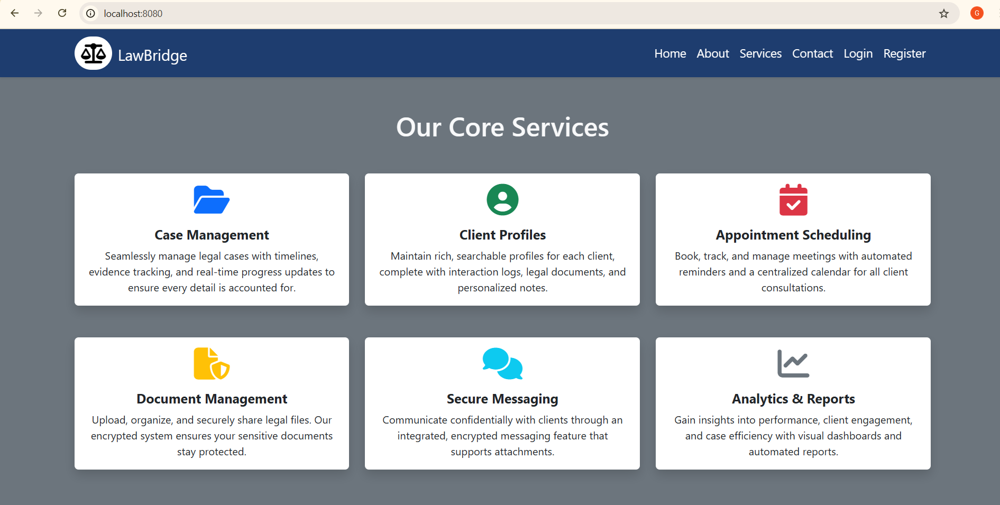 localhost:8080
G
LawBridge
Home About Services Contact Login Register
Our Core Services
Case Management
Seamlessly manage legal cases with timelines,
evidence tracking, and real-time progress updates to
ensure every detail is accounted for.
Client Profiles
Maintain rich, searchable profiles for each client,
complete with interaction logs, legal documents, and
personalized notes.
Appointment Scheduling
Book, track, and manage meetings with automated
reminders and a centralized calendar for all client
consultations.
Document Management
Upload, organize, and securely share legal files. Our
encrypted system ensures your sensitive documents
stay protected.
Secure Messaging
Communicate confidentially with clients through an
integrated, encrypted messaging feature that
supports attachments.
Analytics & Reports
Gain insights into performance, client engagement,
and case efficiency with visual dashboards and
automated reports.